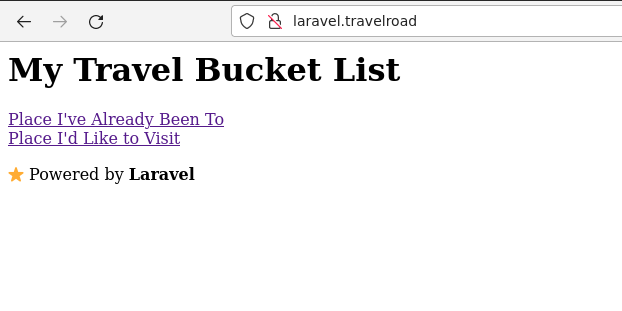 laravel.travelroad
My Travel Bucket List
Place I've Already Been To
Place I'd Like to Visit
⭐ Powered by Laravel